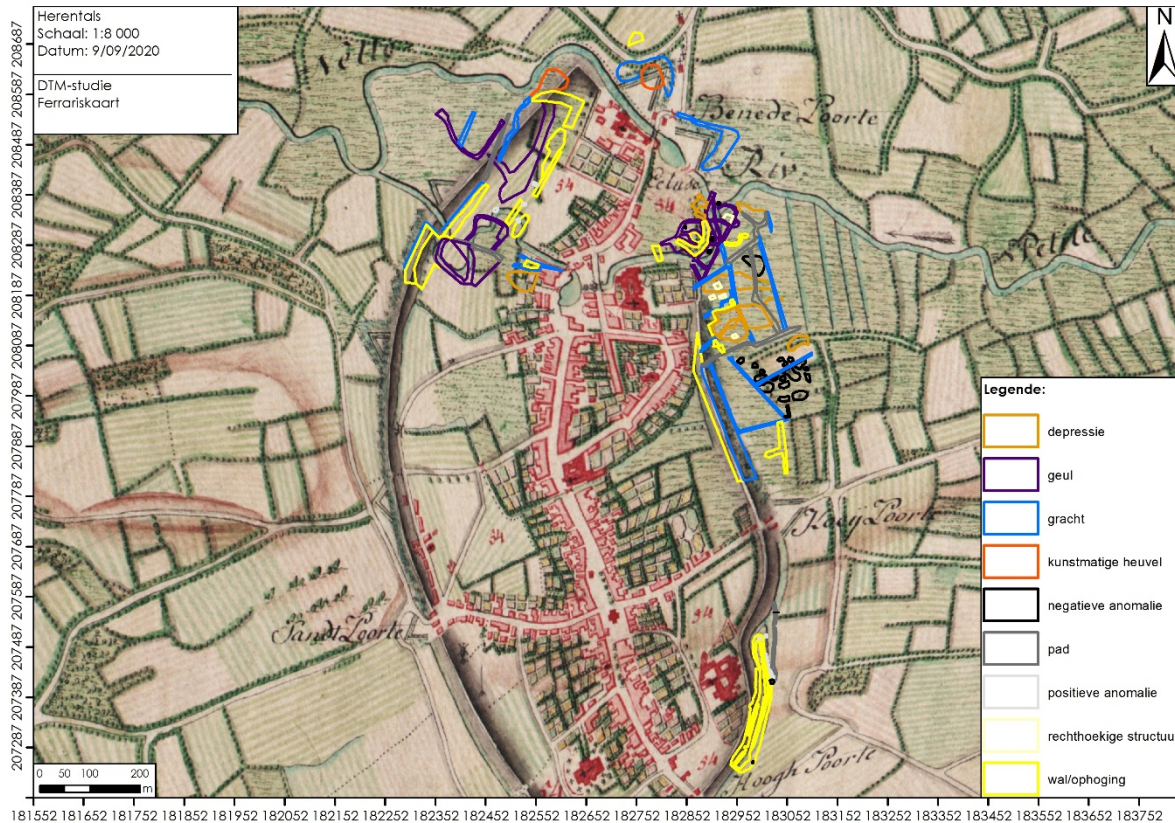 Herentals
Schaal: 1:8 000
Datum: 9/09/2020
DTM-studie
Ferrariskaart
N
Benede Poorte
Riv.
34
34
34
34
34
Sandt Poorte
Hoogh Poorte
Legende:
depressie
geul
gracht
kunstmatige heuvel
negatieve anomalie
pad
positieve anomalie
rechthoekige structuu
wal/ophoging
0 50 100 200
m
208687
208587
208487
208387
208287
208187
208087
207987
207887
207787
207687
207587
207487
207387
207287
181552 181652 181752 181852 181952 182052 182152 182252 182352 182452 182552 182652 182752 182852 182952 183052 183152 183252 183352 183452 183552 183652 183752